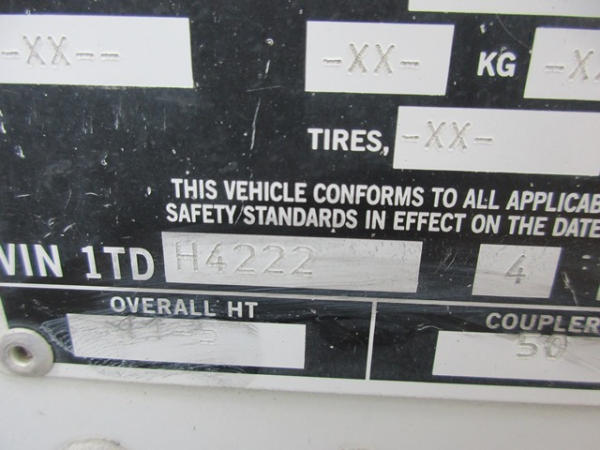 -XX-- -XX- KG -X
TIRES, -XX-
THIS VEHICLE CONFORMS TO ALL APPLICAB
SAFETY STANDARDS IN EFFECT ON THE DATE
VIN 1TD H4222 4
OVERALL HT COUPLER
50